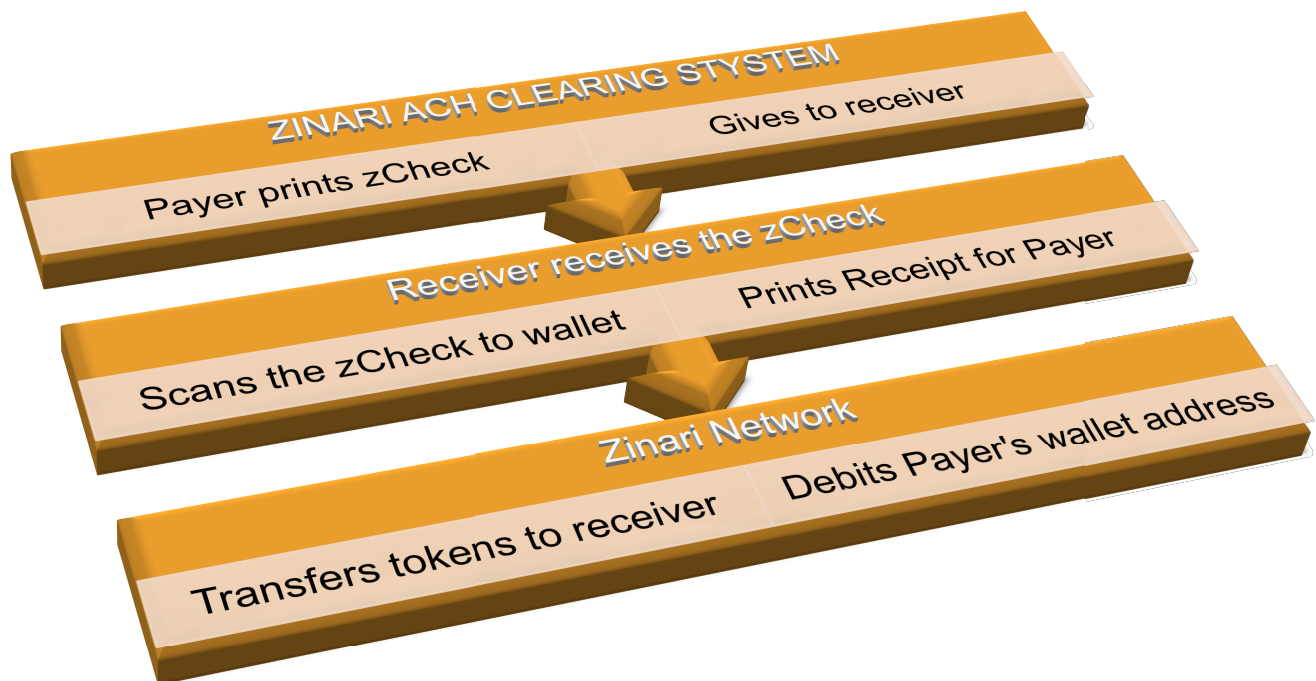 ZINARI ACH CLEARING STYSTEM
Payer prints zCheck
Gives to receiver
Receiver receives the zCheck
Scans the zCheck to wallet
Prints Receipt for Payer
Zinari Network
Transfers tokens to receiver
Debits Payer's wallet address